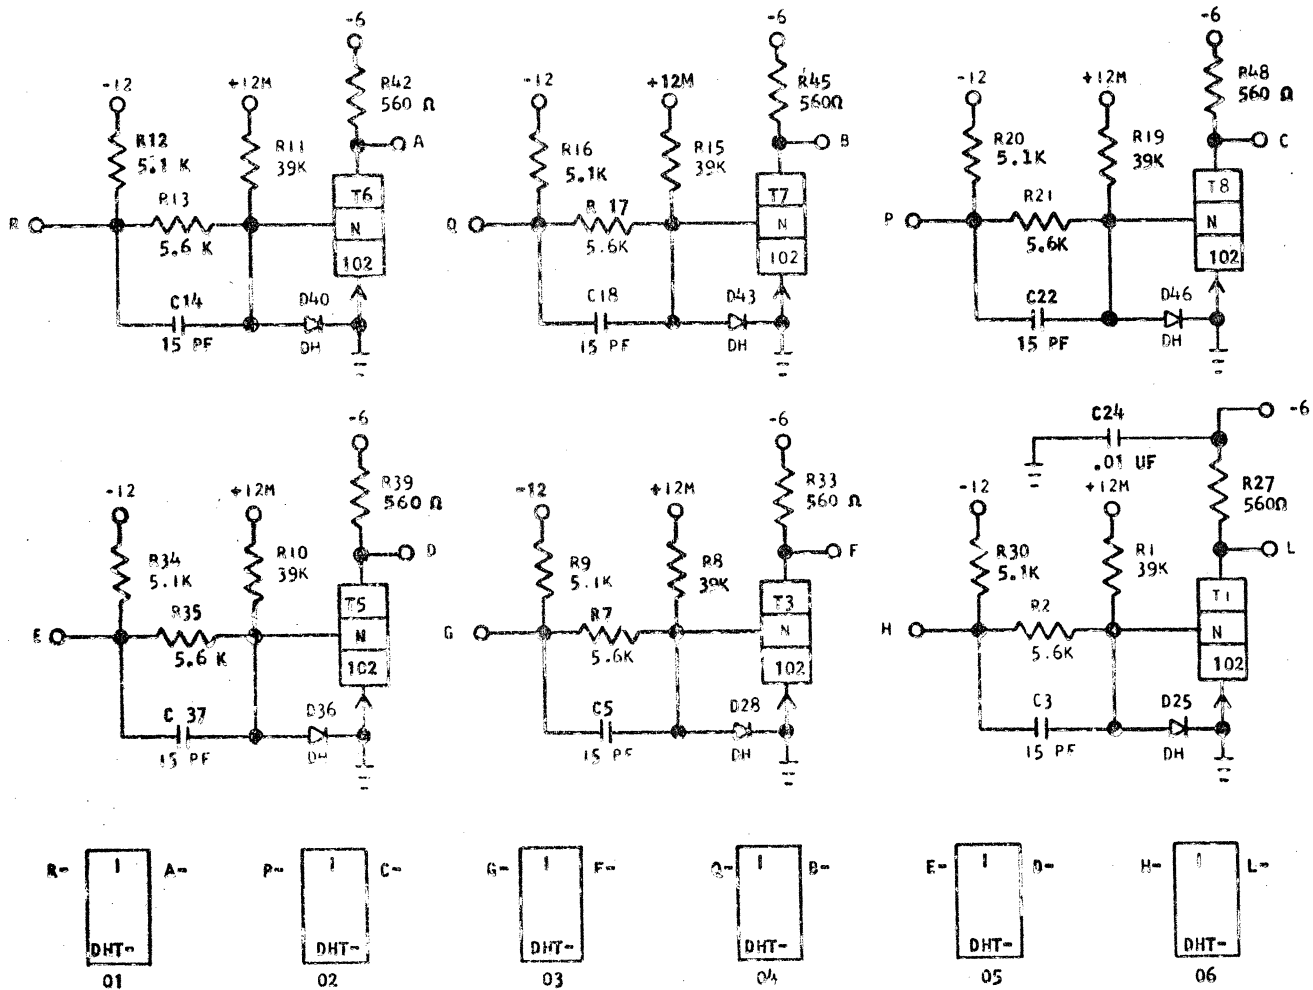 -6
-12
+12M
R42
560 Ω
R12
5.1 K
R11
39K
A
R13
T6
R
N
5.6 K
102
C14
D40
15 PF
DH
-6
-12
+12M
R45
560Ω
R16
5.1K
R15
39K
B
R 17
T7
Q
N
5.6K
102
C18
D43
15 PF
DH
-6
-12
+12M
R48
560 Ω
R20
5.1K
R19
39K
C
R21
T8
P
N
5.6K
102
C22
D46
15 PF
DH
-6
-12
+12M
R39
560 Ω
R34
5.1K
R10
39K
D
R35
T5
E
N
5.6 K
102
C 37
D36
15 PF
DH
-6
-12
+12M
R33
560 Ω
R9
5.1K
R8
39K
F
R7
T3
G
N
5.6K
102
C5
D28
15 PF
DH
C24
-6
.01 UF
-12
+12M
R27
560Ω
R30
5.1K
R1
39K
L
R2
T1
H
N
5.6K
102
C3
D25
15 PF
DH
R- I A-
DHT-
01
P- I C-
DHT-
02
G- I F-
DHT-
03
Q- I B-
DHT-
04
E- I D-
DHT-
05
H- I L-
DHT-
06